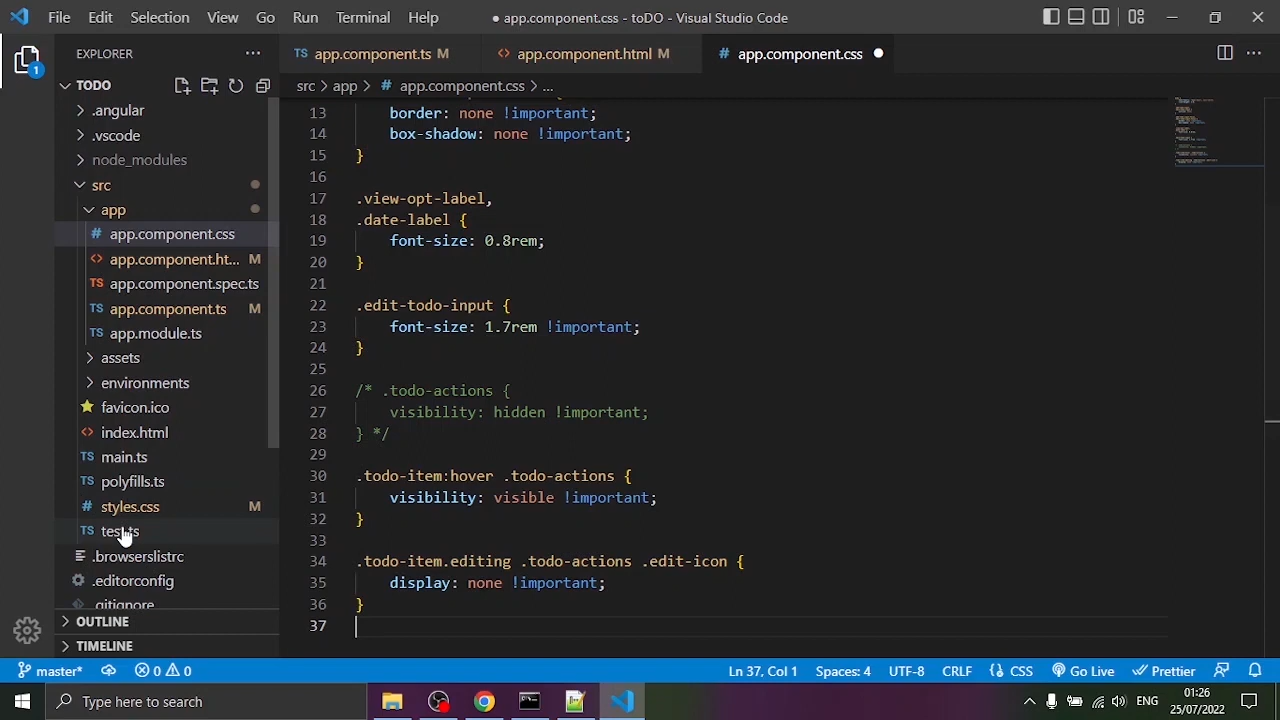 File Edit Selection View Go Run Terminal Help
● app.component.css - toDO - Visual Studio Code
EXPLORER
TODO
.angular
.vscode
node_modules
src
app
# app.component.css
<> app.component.ht... M
TS app.component.spec.ts
TS app.component.ts M
TS app.module.ts
assets
environments
favicon.ico
<> index.html
TS main.ts
TS polyfills.ts
# styles.css M
TS test.ts
.browserslistrc
.editorconfig
.gitignore
OUTLINE
TIMELINE
1
TS app.component.ts M
<> app.component.html M
# app.component.css ●
src > app > # app.component.css > ...
13 border: none !important;
14 box-shadow: none !important;
15 }
16
17 .view-opt-label,
18 .date-label {
19 font-size: 0.8rem;
20 }
21
22 .edit-todo-input {
23 font-size: 1.7rem !important;
24 }
25
26 /* .todo-actions {
27 visibility: hidden !important;
28 } */
29
30 .todo-item:hover .todo-actions {
31 visibility: visible !important;
32 }
33
34 .todo-item.editing .todo-actions .edit-icon {
35 display: none !important;
36 }
37
master* 0 0 Ln 37, Col 1 Spaces: 4 UTF-8 CRLF {} CSS Go Live Prettier
Type here to search
ENG
01:26
25/07/2022